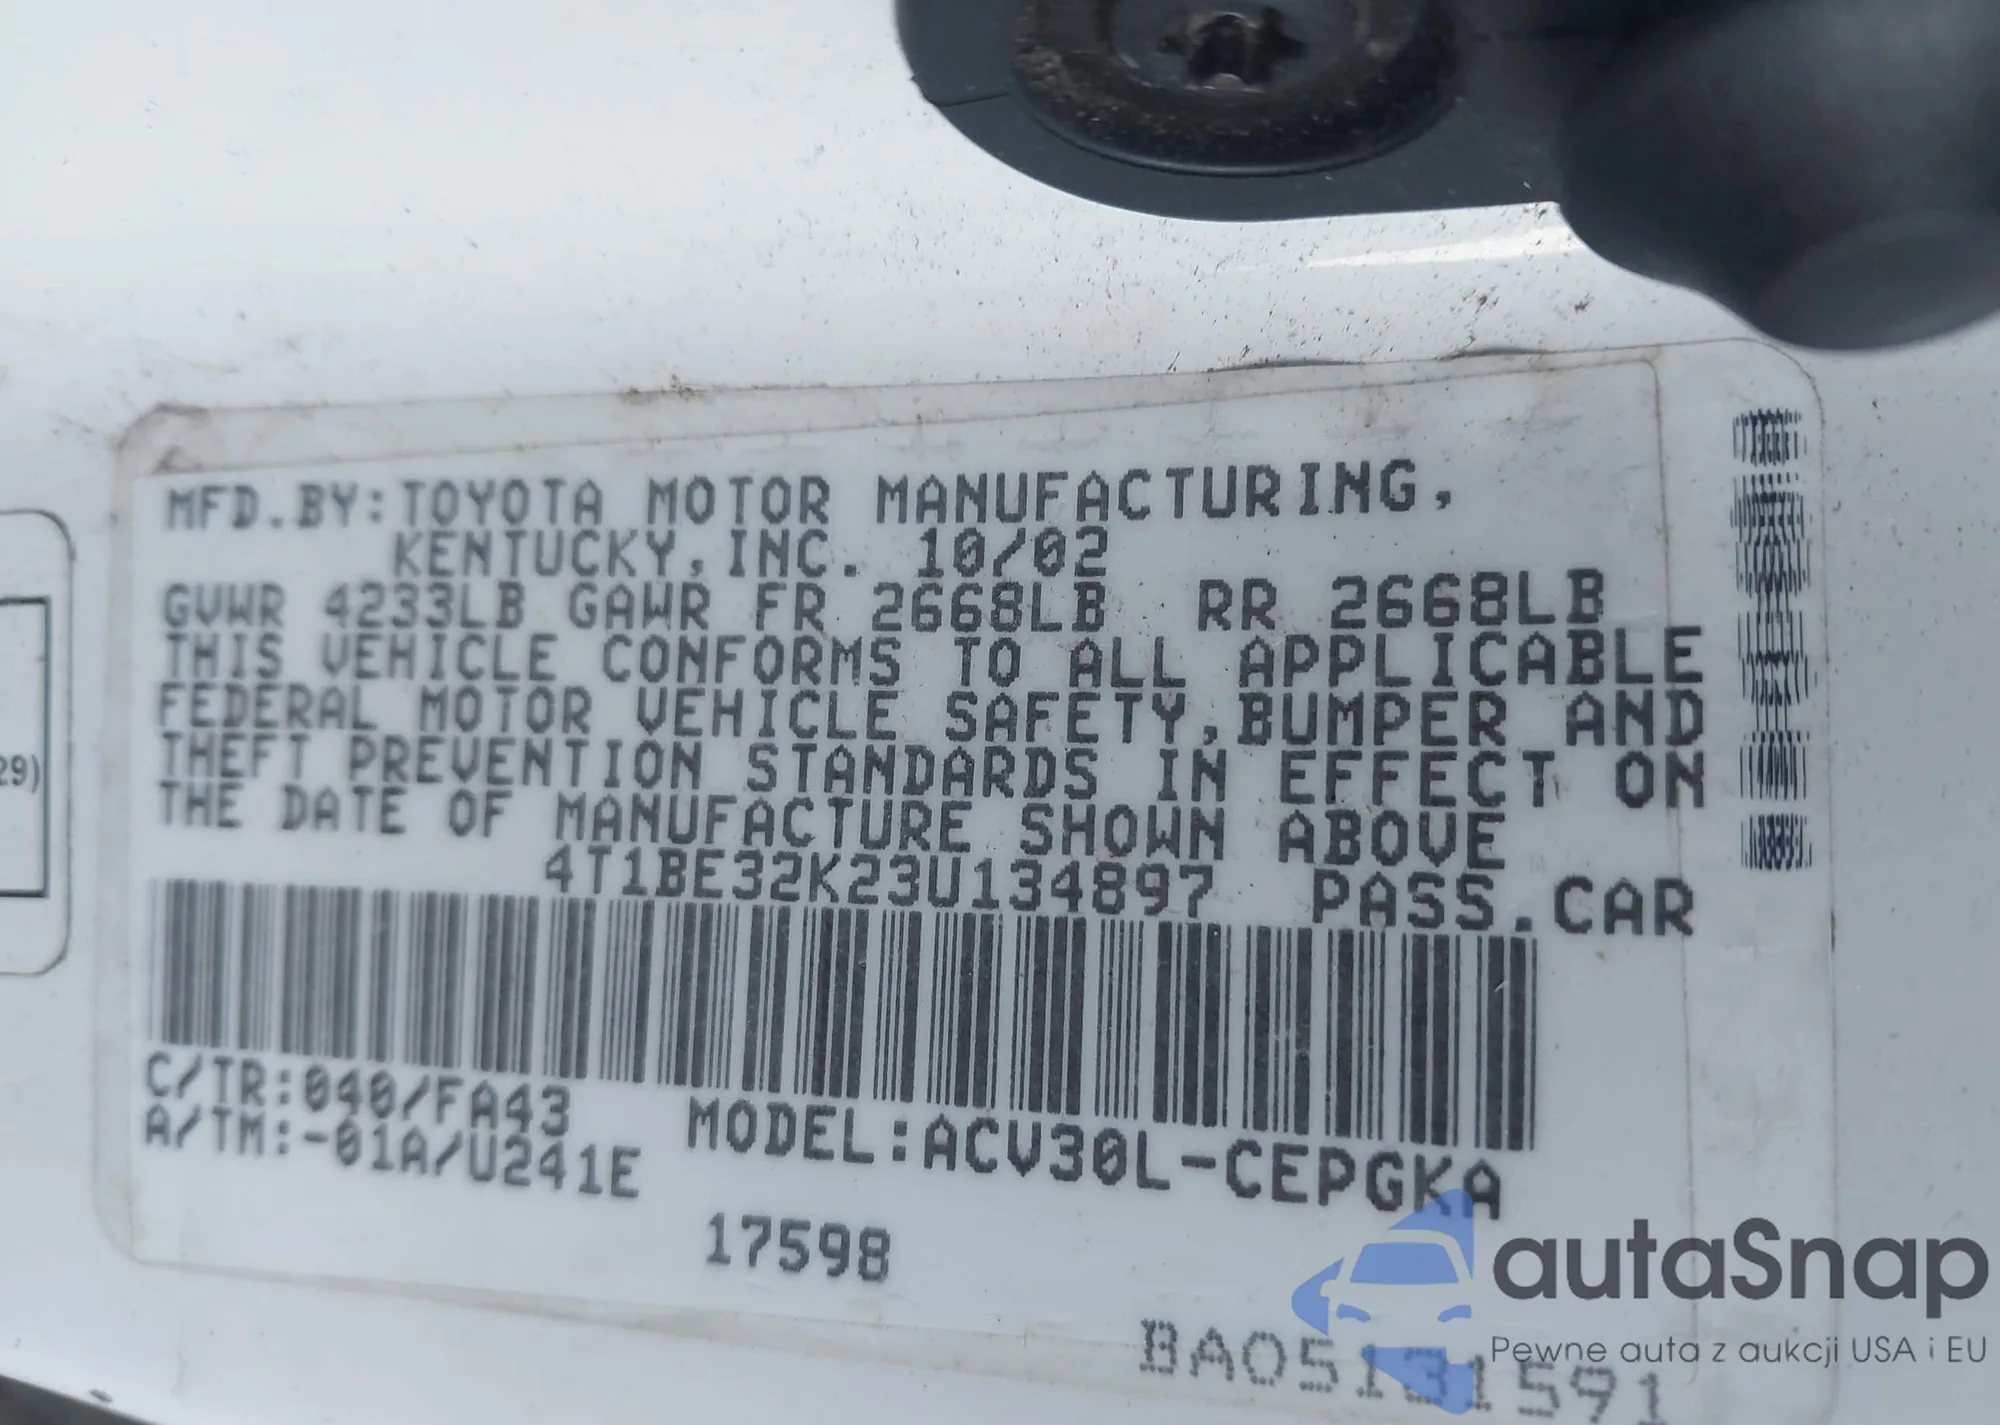 MFD.BY:TOYOTA MOTOR MANUFACTURING,
KENTUCKY,INC. 10/02
GVWR 4233LB GAWR FR 2668LB RR 2668LB
THIS VEHICLE CONFORMS TO ALL APPLICABLE
FEDERAL MOTOR VEHICLE SAFETY,BUMPER AND
THEFT PREVENTION STANDARDS IN EFFECT ON
THE DATE OF MANUFACTURE SHOWN ABOVE
4T1BE32K23U134897 PASS.CAR
C/TR:040/FA43
A/TM:-01A/U241E
MODEL:ACV30L-CEPGKA
17598
BA05131591
29)
autaSnap
Pewne auta z aukcji USA i EU